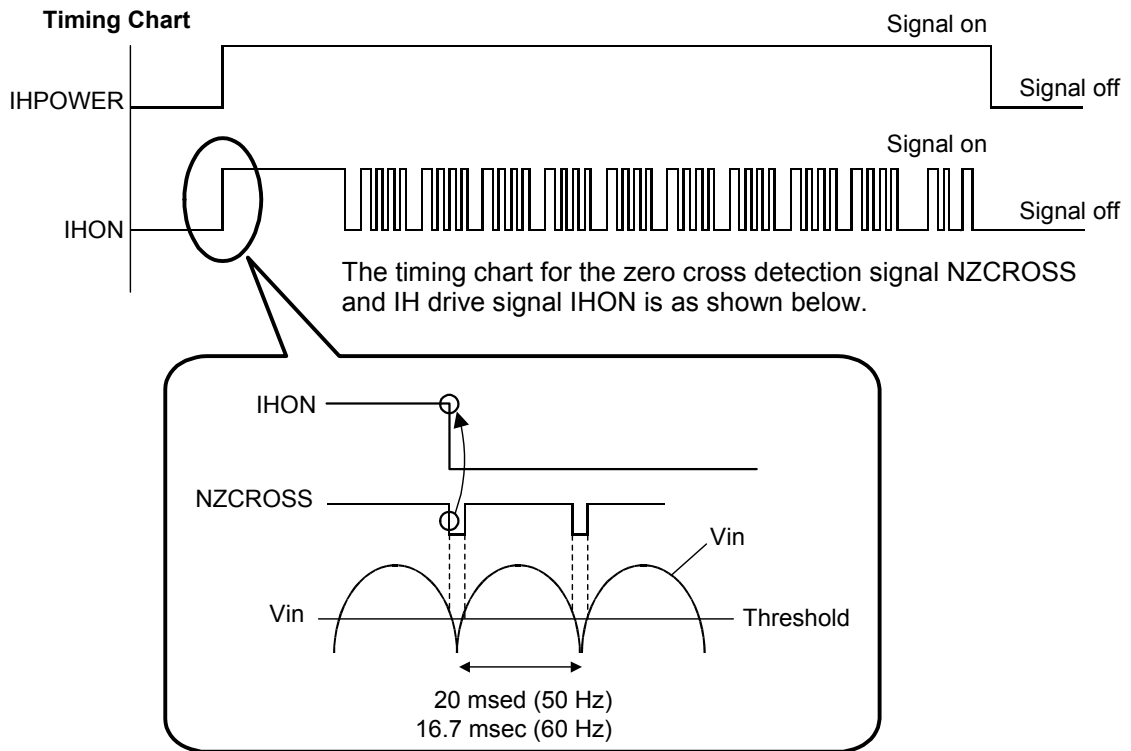 Timing Chart
Signal on
IHPOWER
Signal off
Signal on
IHON
Signal off
The timing chart for the zero cross detection signal NZCROSS
and IH drive signal IHON is as shown below.
IHON
NZCROSS
Vin
Vin
Threshold
20 msed (50 Hz)
16.7 msec (60 Hz)